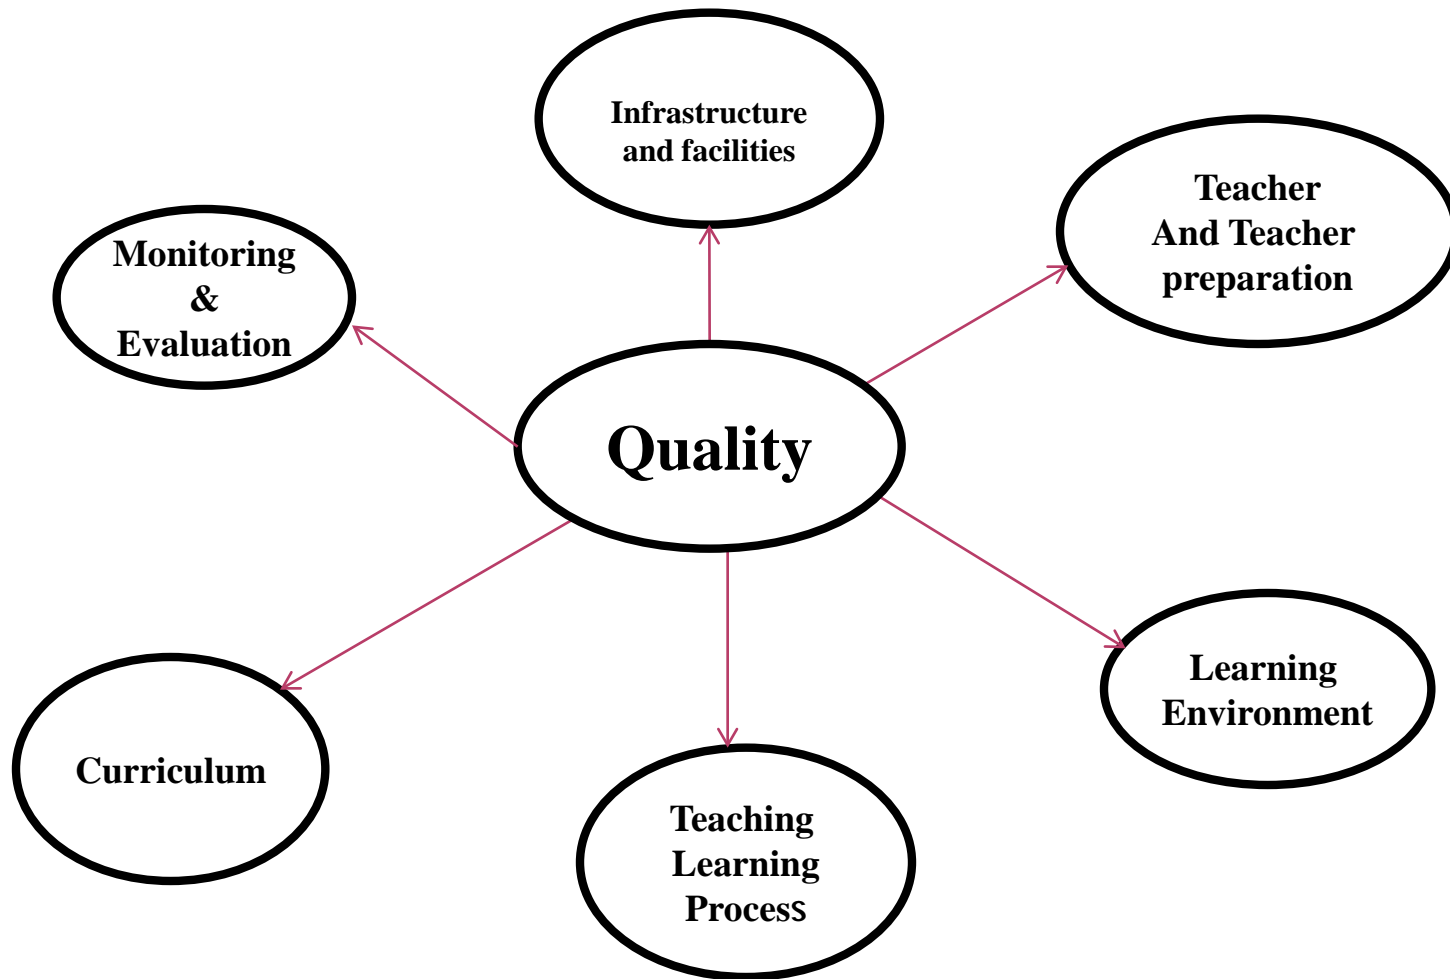 Infrastructure
and facilities
Teacher
And Teacher
preparation
Monitoring
&
Evaluation
Quality
Learning
Environment
Curriculum
Teaching
Learning
Process